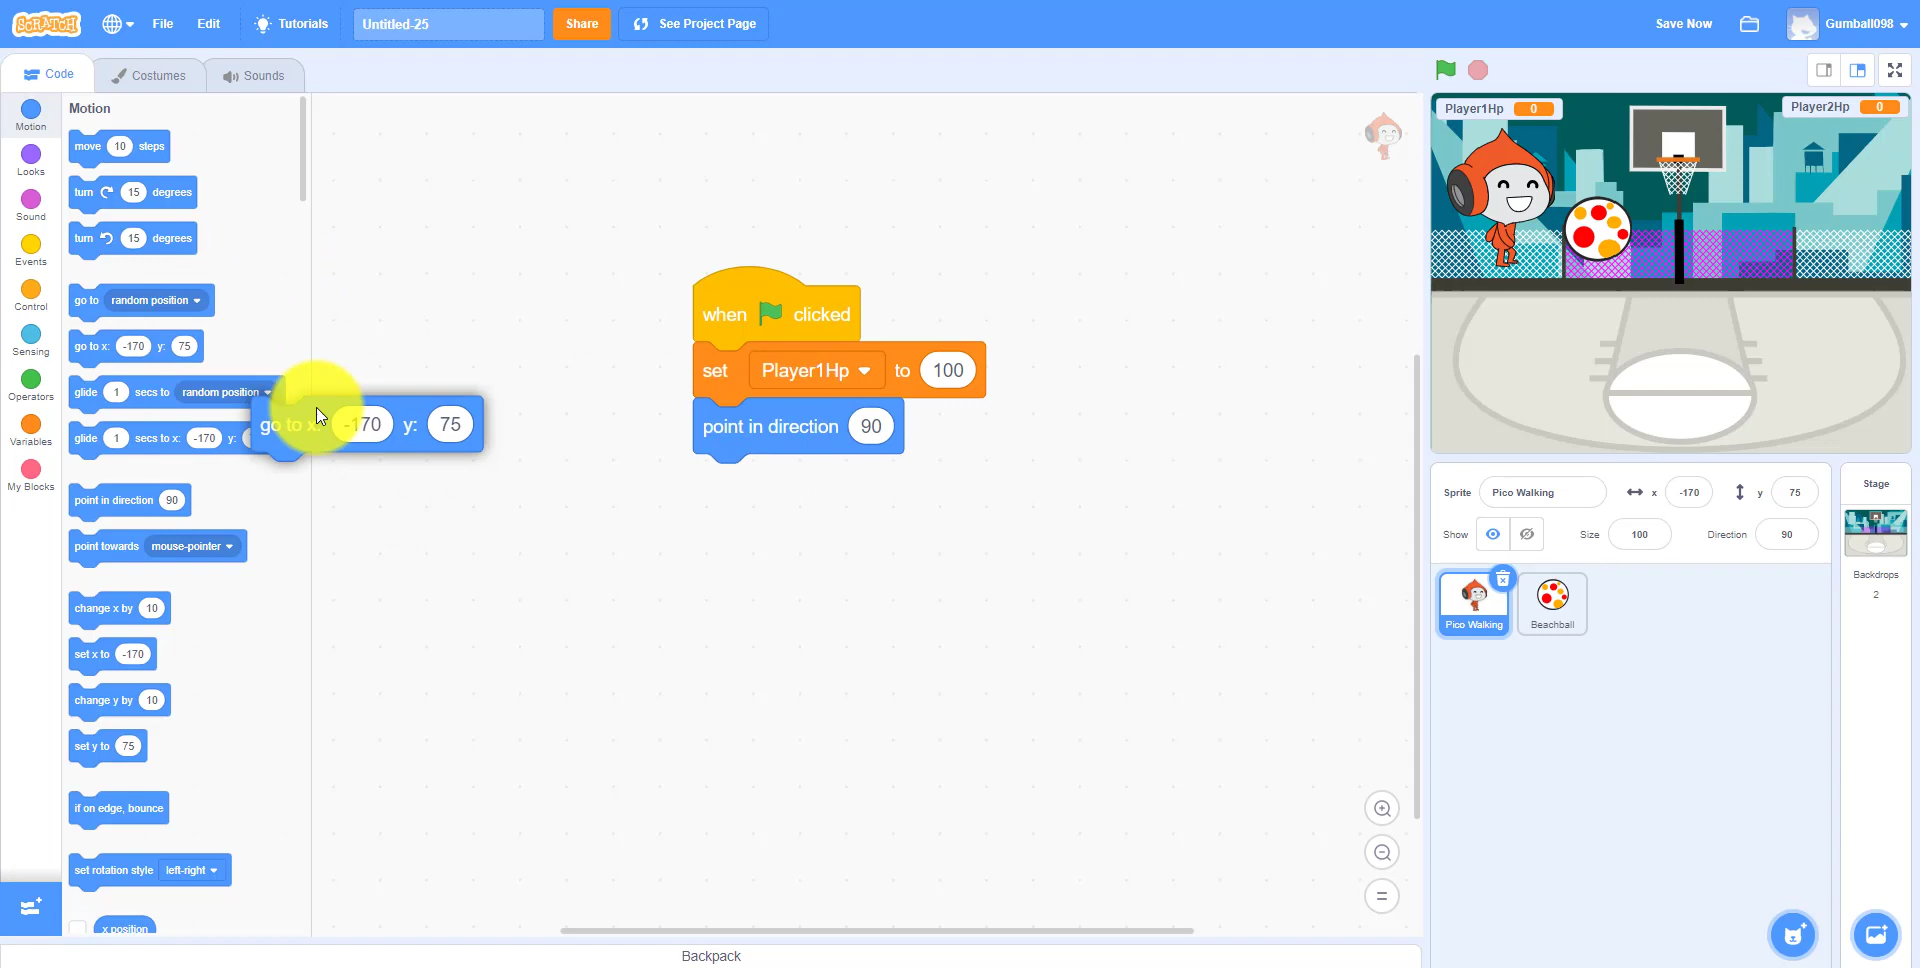 SCRATCH File Edit Tutorials Untitled-25 Share See Project Page Save Now Gumball098
Code Costumes Sounds
Motion
Looks
Sound
Events
Control
Sensing
Operators
Variables
My Blocks
Motion
move 10 steps
turn 15 degrees
turn 15 degrees
go to random position
go to x: -170 y: 75
glide 1 secs to random position
glide 1 secs to x: -170 y:
point in direction 90
point towards mouse-pointer
change x by 10
set x to -170
change y by 10
set y to 75
if on edge, bounce
set rotation style left-right
x position
go to x: -170 y: 75
when clicked
set Player1Hp to 100
point in direction 90
Player1Hp 0
Player2Hp 0
Sprite Pico Walking x -170 y 75
Show Size 100 Direction 90
Pico Walking
Beachball
Stage
Backdrops
2
Backpack